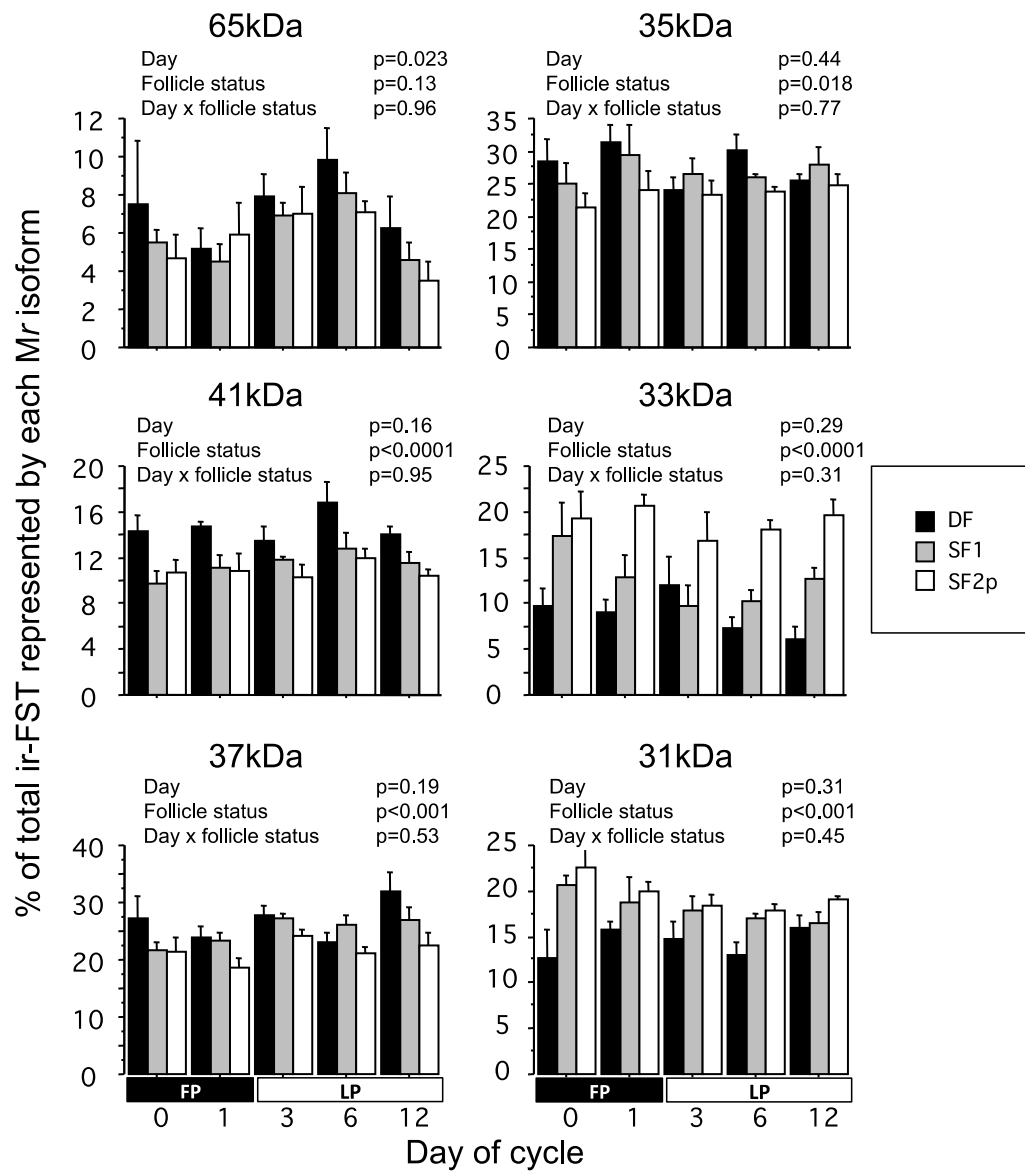 65kDa
Day p=0.023
Follicle status p=0.13
Day x follicle status p=0.96
12
10
8
6
4
2
0
35kDa
Day p=0.44
Follicle status p=0.018
Day x follicle status p=0.77
35
30
25
20
15
10
5
0
% of total ir-FST represented by each Mr isoform
41kDa
Day p=0.16
Follicle status p<0.0001
Day x follicle status p=0.95
20
16
12
8
4
0
33kDa
Day p=0.29
Follicle status p<0.0001
Day x follicle status p=0.31
25
20
15
10
5
0
DF
SF1
SF2p
37kDa
Day p=0.19
Follicle status p<0.001
Day x follicle status p=0.53
40
30
20
10
0
FP LP
0 1 3 6 12
31kDa
Day p=0.31
Follicle status p<0.001
Day x follicle status p=0.45
25
20
15
10
5
0
FP LP
0 1 3 6 12
Day of cycle